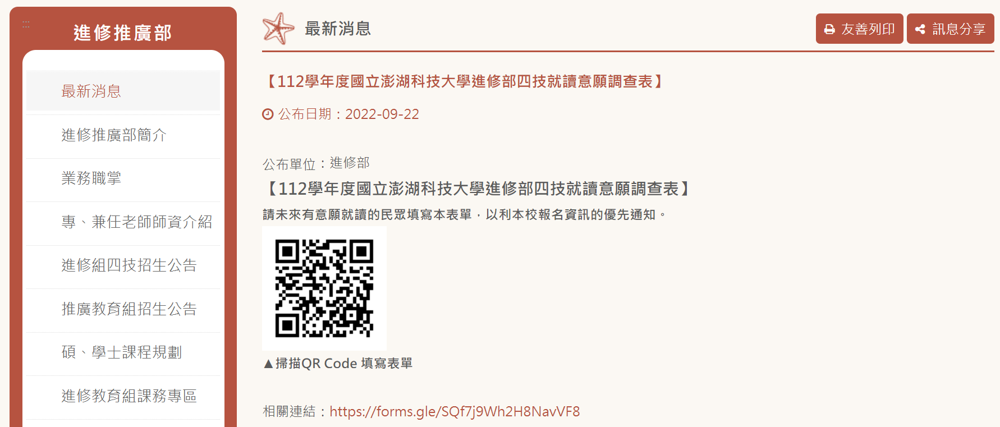 進修推廣部
最新消息
進修推廣部簡介
業務職掌
專、兼任老師師資介紹
進修組四技招生公告
推廣教育組招生公告
碩、學士課程規劃
進修教育組課務專區
最新消息
友善列印
訊息分享
【112學年度國立澎湖科技大學進修部四技就讀意願調查表】
公布日期：2022-09-22
公布單位：進修部
【112學年度國立澎湖科技大學進修部四技就讀意願調查表】
請未來有意願就讀的民眾填寫本表單，以利本校報名資訊的優先通知。
▲掃描QR Code 填寫表單
相關連結：https://forms.gle/SQf7j9Wh2H8NavVF8